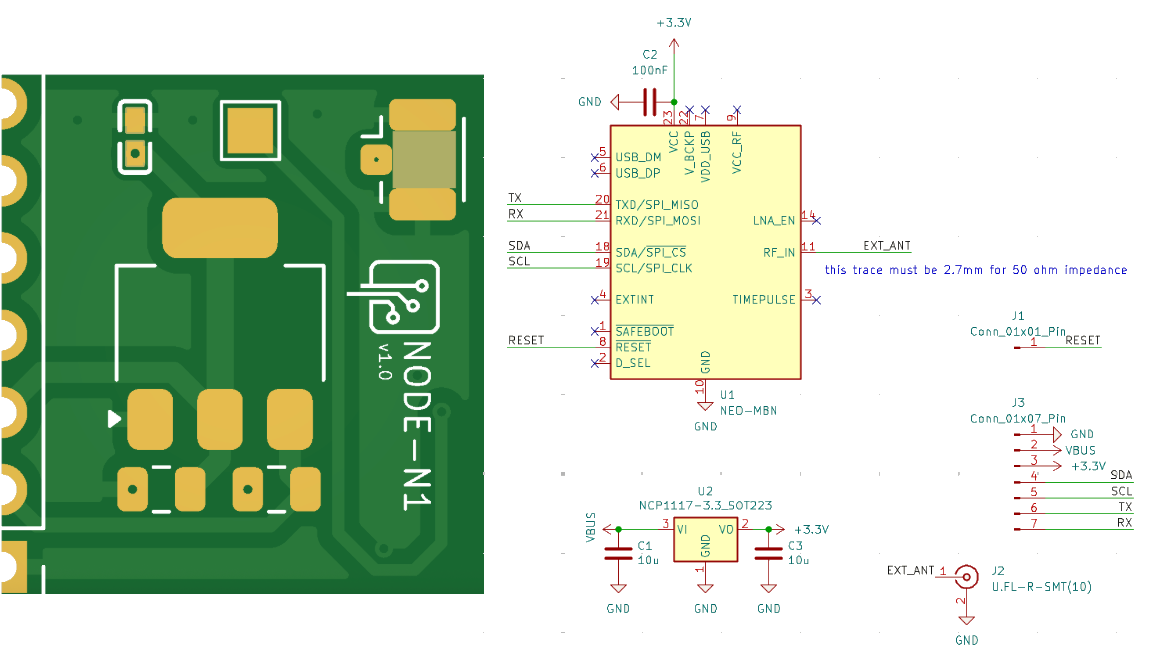 v1.0
NODE-N1
+3.3V
C2
100nF
GND
23
22
7
9
VCC
V_BCKP
VDD_USB
VCC_RF
5
USB_DM
6
USB_DP
TX
20
TXD/SPI_MISO
RX
21
RXD/SPI_MOSI
14
LNA_EN
SDA
18
SDA/SPI_CS
11
RF_IN
EXT_ANT
SCL
19
SCL/SPI_CLK
this trace must be 2.7mm for 50 ohm impedance
4
EXTINT
3
TIMEPULSE
1
SAFEBOOT
RESET
8
RESET
2
D_SEL
GND
10
U1
NEO-M8N
GND
J1
Conn_01x01_Pin
1
RESET
J3
Conn_01x07_Pin
1
GND
2
VBUS
3
+3.3V
4
SDA
5
SCL
6
TX
7
RX
U2
NCP1117-3.3_SOT223
VBUS
3
VI
VO
2
+3.3V
GND
1
C1
10u
C3
10u
GND
GND
GND
EXT_ANT
1
J2
U.FL-R-SMT(10)
2
GND